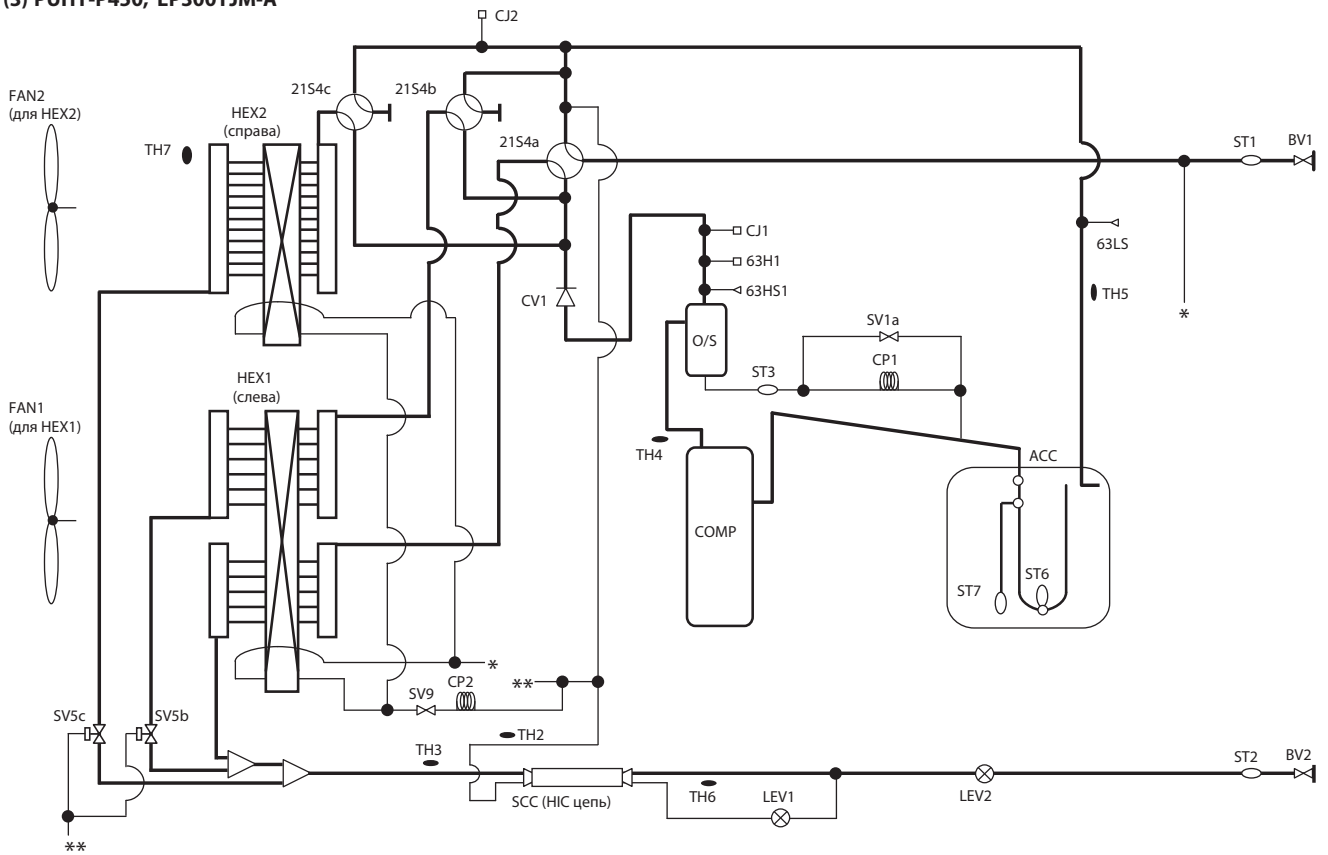 (3) PUHY-P450, EP300YJM-A
CJ2
FAN2
(для HEX2)
21S4c
21S4b
HEX2
(справа)
TH7
21S4a
ST1
BV1
CJ1
63H1
63HS1
63LS
TH5
*
CV1
O/S
SV1a
CP1
ST3
HEX1
(слева)
FAN1
(для HEX1)
TH4
ACC
COMP
ST7
ST6
*
**
CP2
SV9
SV5c
SV5b
TH3
TH2
ST2
BV2
SCC (HIC цепь)
TH6
LEV1
LEV2
**